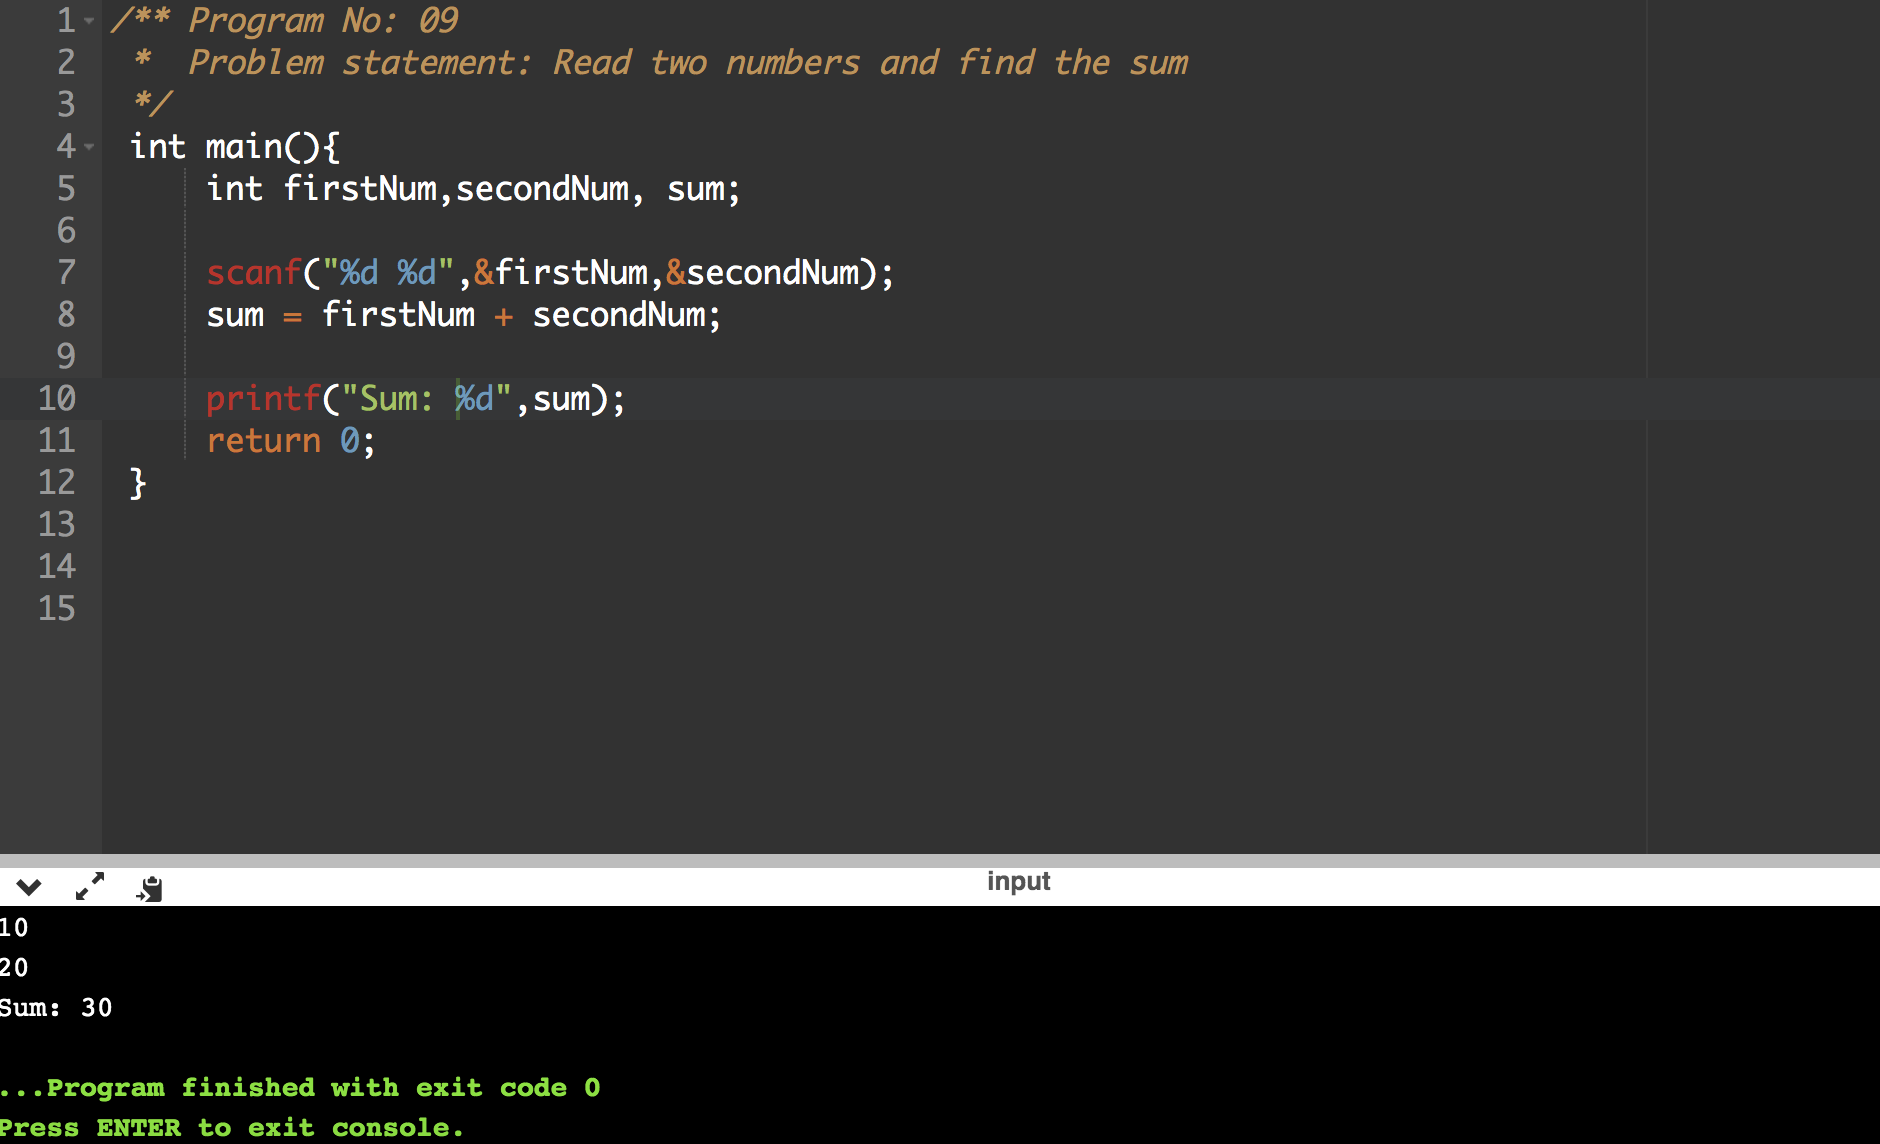 1 /** Program No: 09
2 * Problem statement: Read two numbers and find the sum
3 */
4 int main(){
5 int firstNum,secondNum, sum;
6
7 scanf("%d %d",&firstNum,&secondNum);
8 sum = firstNum + secondNum;
9
10 printf("Sum: %d",sum);
11 return 0;
12 }
13
14
15
input
10
20
Sum: 30
...Program finished with exit code 0
Press ENTER to exit console.